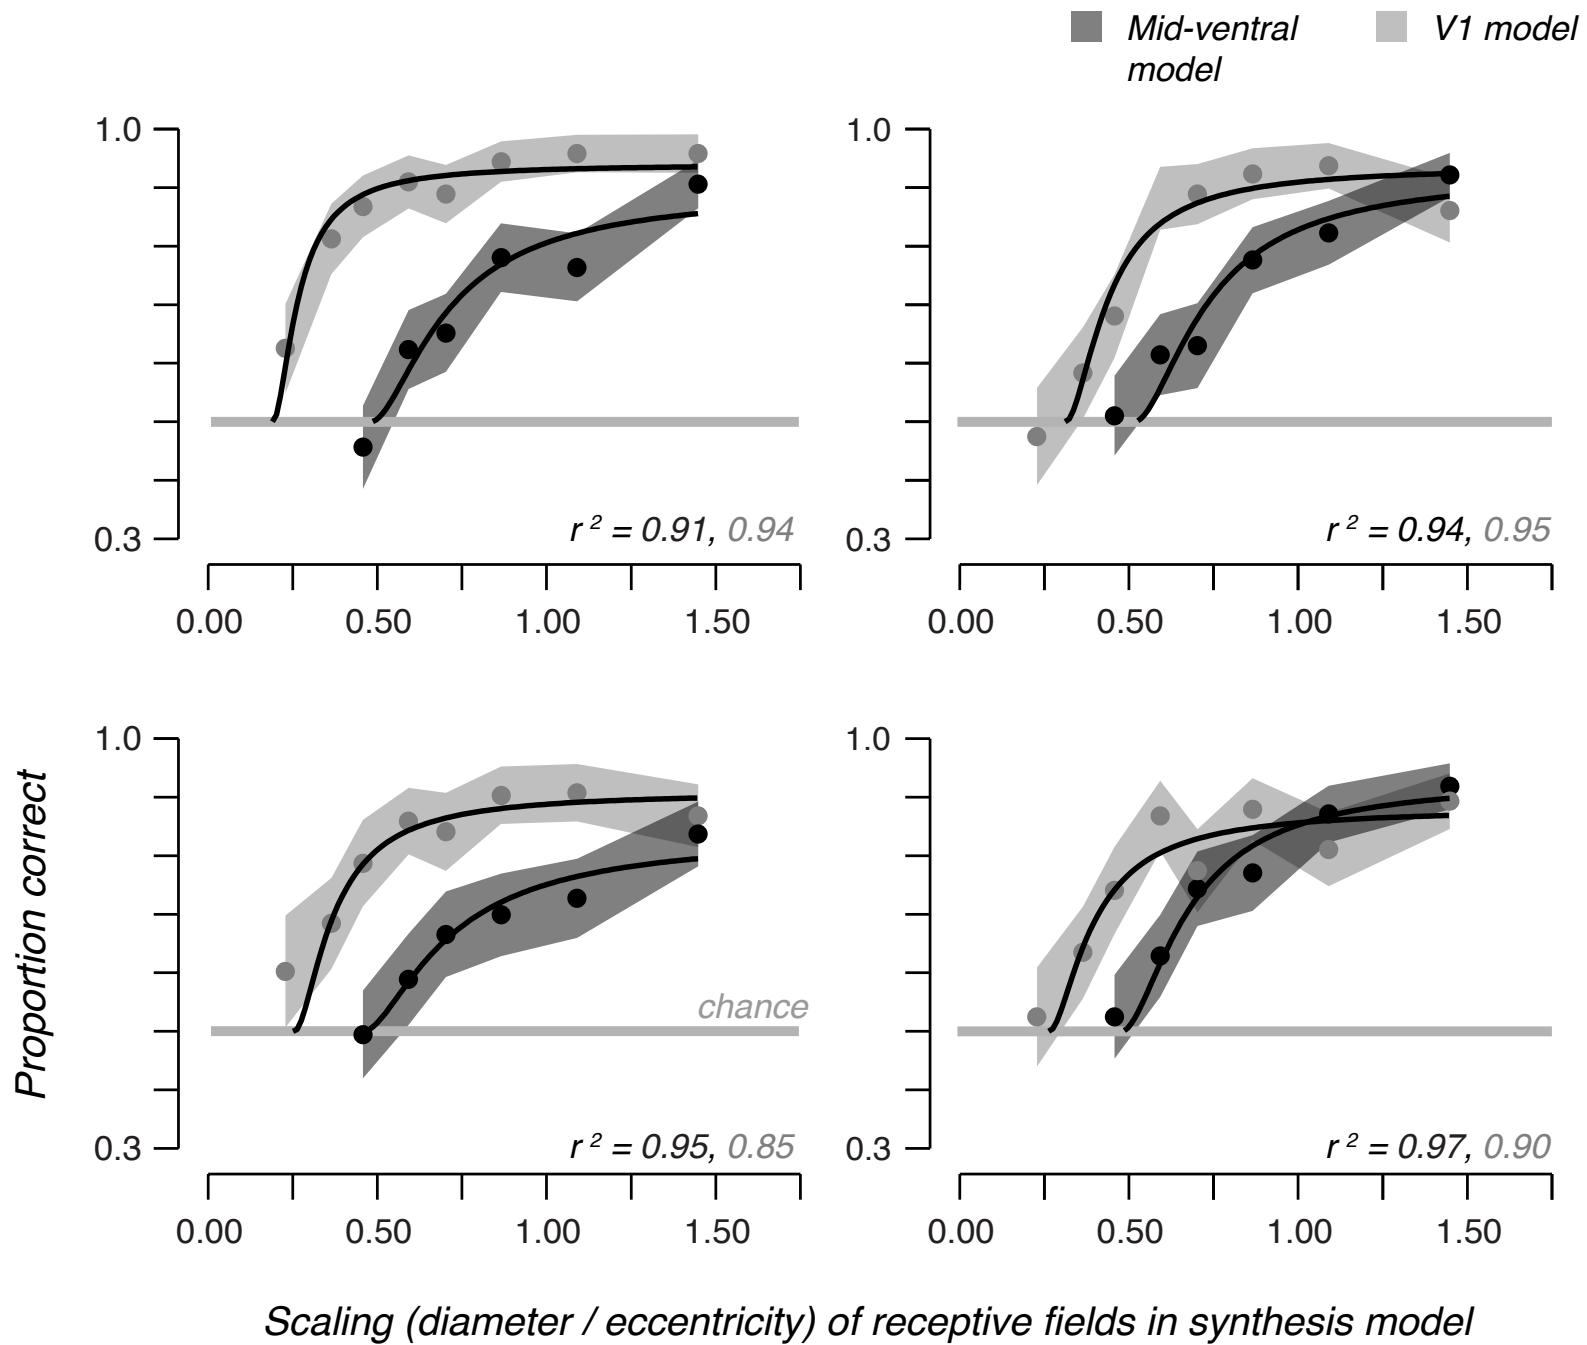 Mid-ventral
model
V1 model
1.0
0.3
r ² = 0.91, 0.94
0.00 0.50 1.00 1.50
1.0
0.3
r ² = 0.94, 0.95
0.00 0.50 1.00 1.50
Proportion correct
1.0
0.3
chance
r ² = 0.95, 0.85
0.00 0.50 1.00 1.50
1.0
0.3
r ² = 0.97, 0.90
0.00 0.50 1.00 1.50
Scaling (diameter / eccentricity) of receptive fields in synthesis model